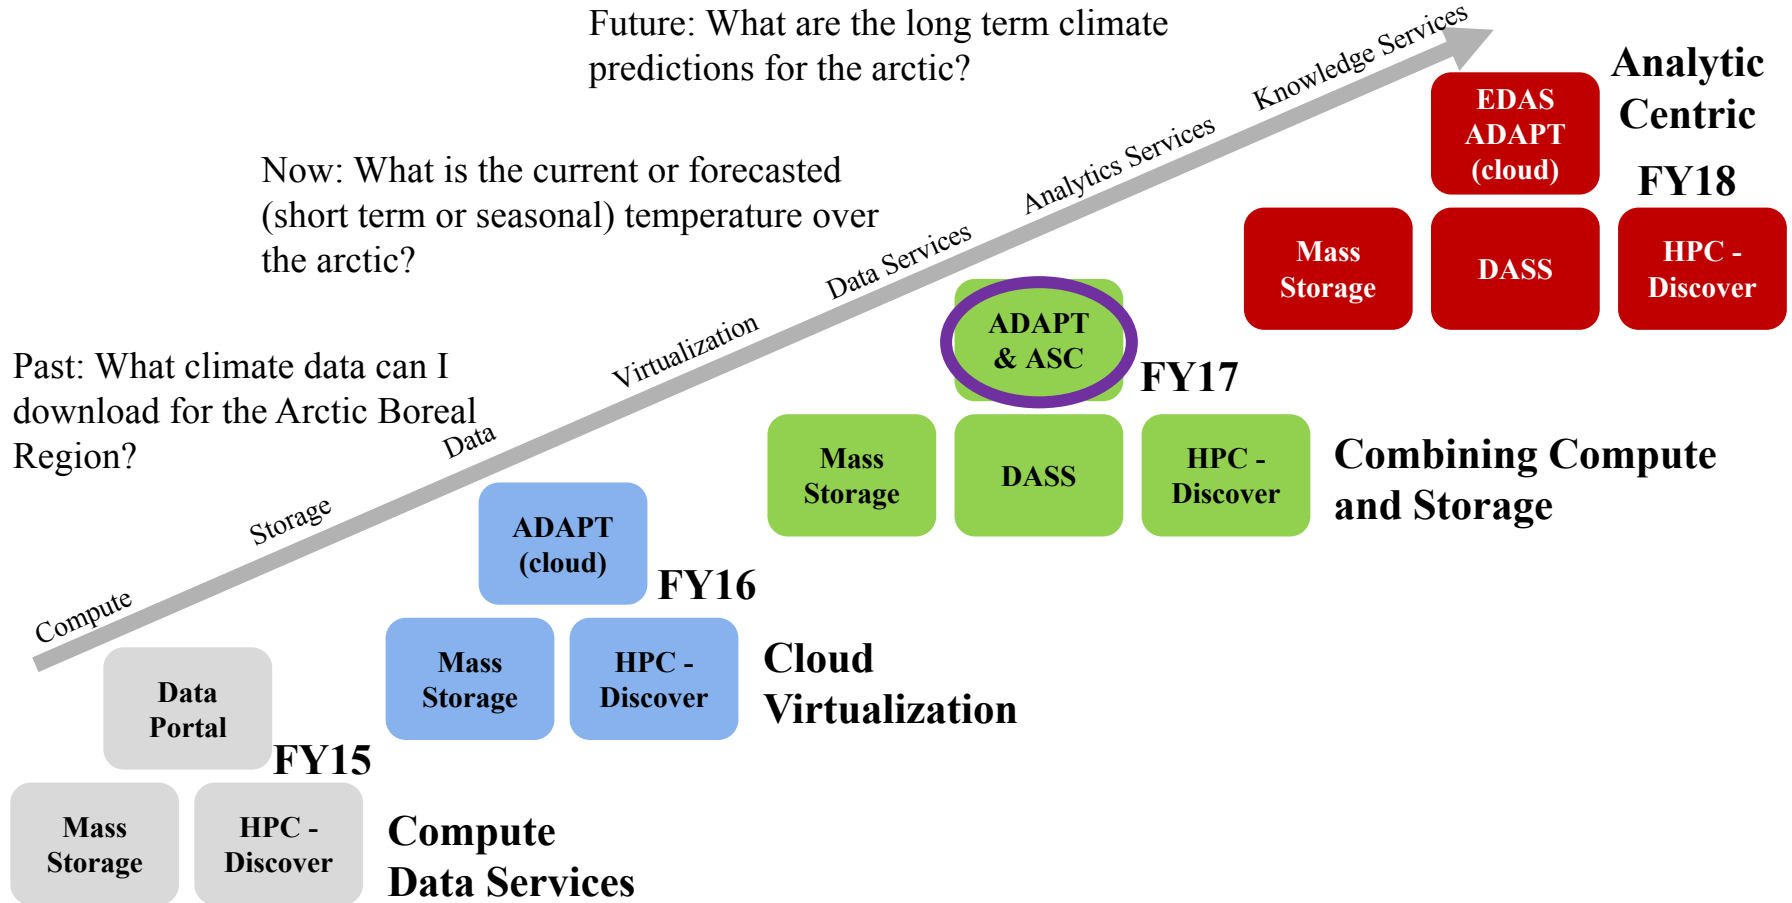 Future: What are the long term climate
predictions for the arctic?
Now: What is the current or forecasted
(short term or seasonal) temperature over
the arctic?
Past: What climate data can I
download for the Arctic Boreal
Region?
Compute
Storage
Data
Virtualization
Data Services
Analytics Services
Knowledge Services
Data
Portal
FY15
Mass
Storage
HPC -
Discover
Compute
Data Services
ADAPT
(cloud)
FY16
Mass
Storage
HPC -
Discover
Cloud
Virtualization
ADAPT
& ASC
FY17
Mass
Storage
DASS
HPC -
Discover
Combining Compute
and Storage
EDAS
ADAPT
(cloud)
Analytic
Centric
FY18
Mass
Storage
DASS
HPC -
Discover